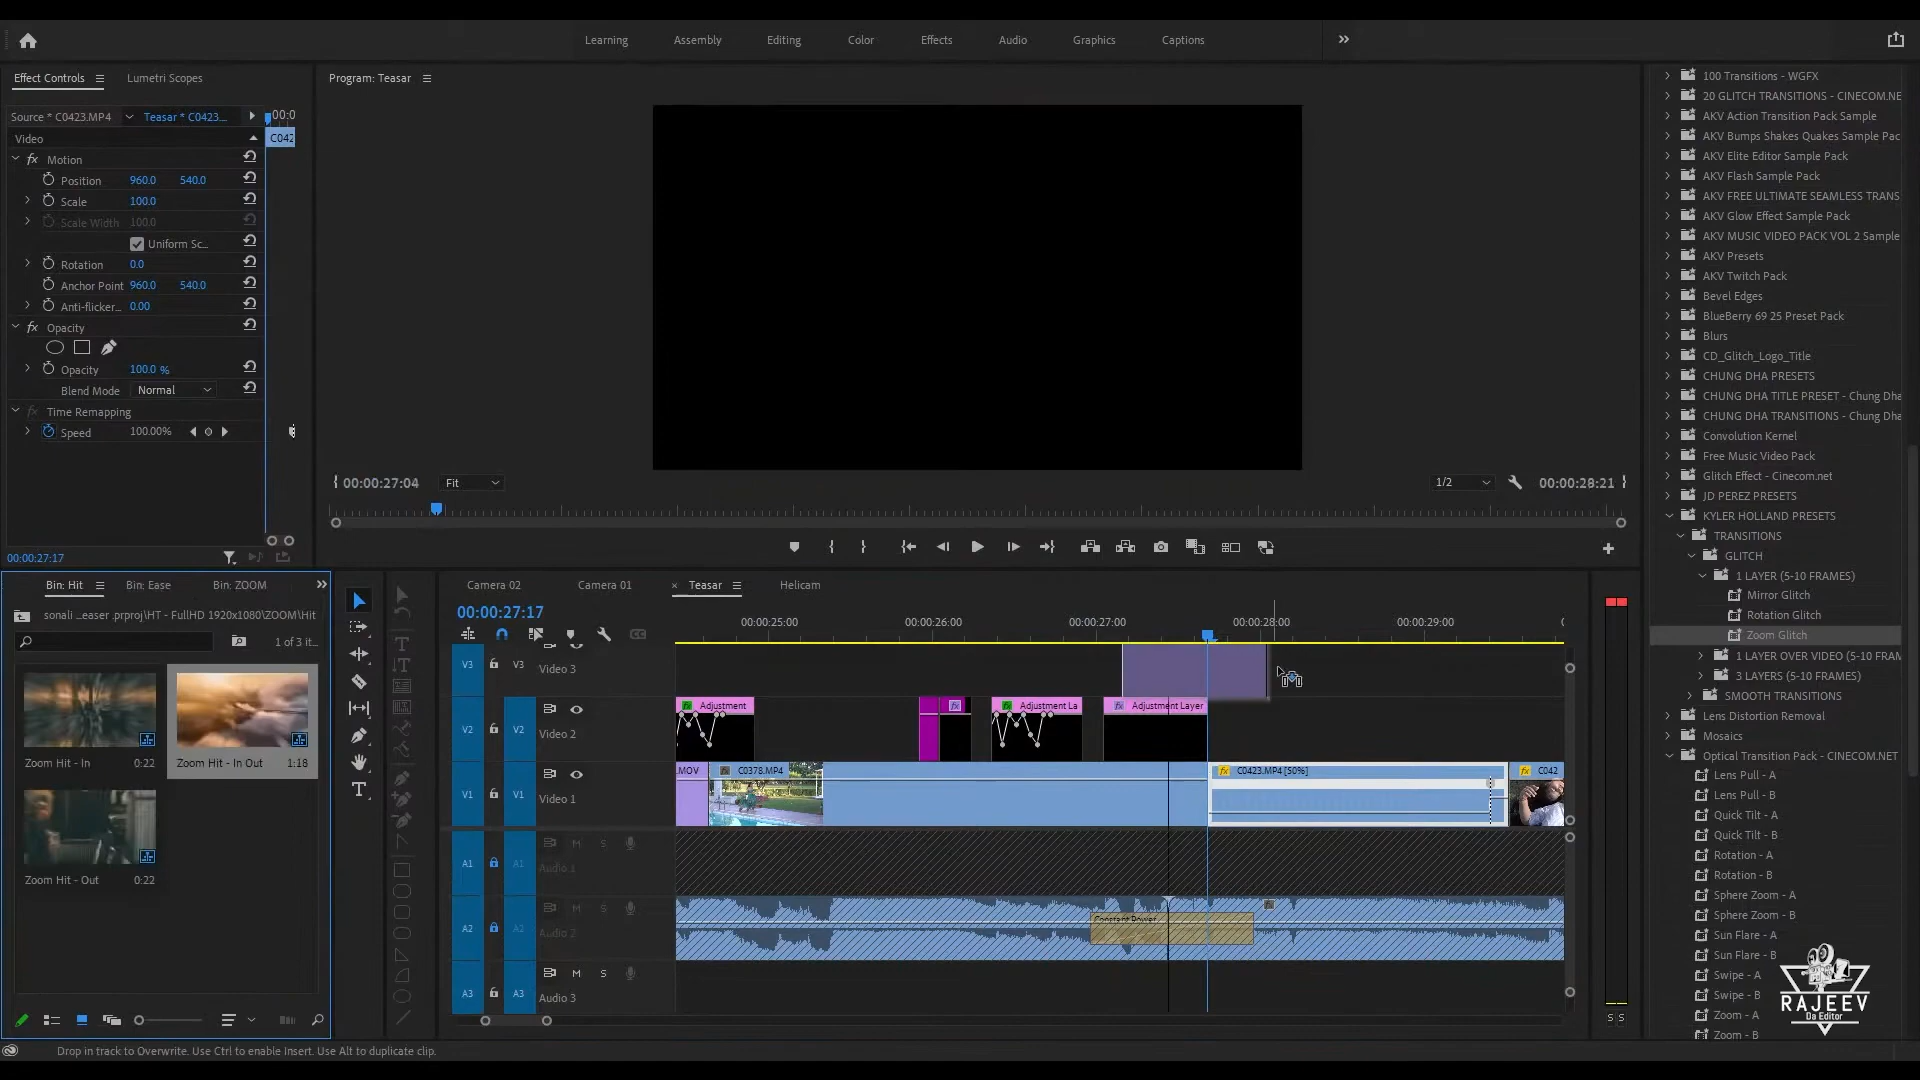 Learning
Assembly
Editing
Color
Effects
Audio
Graphics
Captions
Effect Controls
Lumetri Scopes
Program: Teasar
Source * C0423.MP4
Teasar * C0423...
00:0
Video
C042
Motion
Position 960.0 540.0
Scale 100.0
Scale Width 100.0
Uniform Sc...
Rotation 0.0
Anchor Point 960.0 540.0
Anti-flicker... 0.00
Opacity
Opacity 100.0 %
Blend Mode Normal
Time Remapping
Speed 100.00%
00:00:27:17
00:00:27:04
Fit
1/2
00:00:28:21
Bin: Hit
Bin: Ease
Bin: ZOOM
sonali ...easer .prproj\HT - FullHD 1920x1080\ZOOM\Hit
1 of 3 it...
Zoom Hit - In 0:22
Zoom Hit - In Out 1:18
Zoom Hit - Out 0:22
Camera 02
Camera 01
× Teasar
Helicam
00:00:27:17
00:00:25:00
00:00:26:00
00:00:27:00
00:00:28:00
00:00:29:00
V3 V3 Video 3
V2 V2 Video 2
Adjustment
Adjustment La
Adjustment Layer
V1 V1 Video 1
.MOV
C0378.MP4
C0423.MP4 [50%]
C042
A1 A1 Audio 1 M S
A2 A2 Audio 2 M S
Constant Power
A3 A3 Audio 3 M S
S S
Drop in track to Overwrite. Use Ctrl to enable Insert. Use Alt to duplicate clip.
100 Transitions - WGFX
20 GLITCH TRANSITIONS - CINECOM.NE
AKV Action Transition Pack Sample
AKV Bumps Shakes Quakes Sample Pac
AKV Elite Editor Sample Pack
AKV Flash Sample Pack
AKV FREE ULTIMATE SEAMLESS TRANS
AKV Glow Effect Sample Pack
AKV MUSIC VIDEO PACK VOL 2 Sample
AKV Presets
AKV Twitch Pack
Bevel Edges
BlueBerry 69 25 Preset Pack
Blurs
CD_Glitch_Logo_Title
CHUNG DHA PRESETS
CHUNG DHA TITLE PRESET - Chung Dha
CHUNG DHA TRANSITIONS - Chung Dha
Convolution Kernel
Free Music Video Pack
Glitch Effect - Cinecom.net
JD PEREZ PRESETS
KYLER HOLLAND PRESETS
TRANSITIONS
GLITCH
1 LAYER (5-10 FRAMES)
Mirror Glitch
Rotation Glitch
Zoom Glitch
1 LAYER OVER VIDEO (5-10 FRAM
3 LAYERS (5-10 FRAMES)
SMOOTH TRANSITIONS
Lens Distortion Removal
Mosaics
Optical Transition Pack - CINECOM.NET
Lens Pull - A
Lens Pull - B
Quick Tilt - A
Quick Tilt - B
Rotation - A
Rotation - B
Sphere Zoom - A
Sphere Zoom - B
Sun Flare - A
Sun Flare - B
Swipe - A
Swipe - B
Zoom - A
Zoom - B
RAJEEV
Da Editor